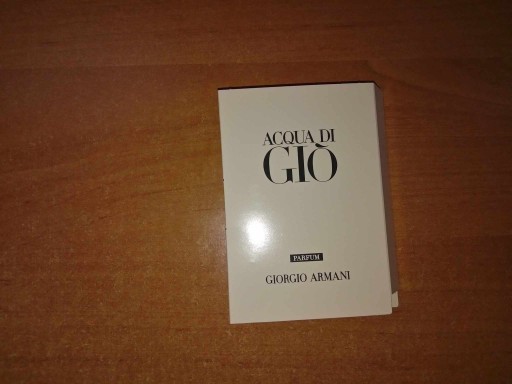 ACQUA DI
GIÒ
PARFUM
GIORGIO ARMANI